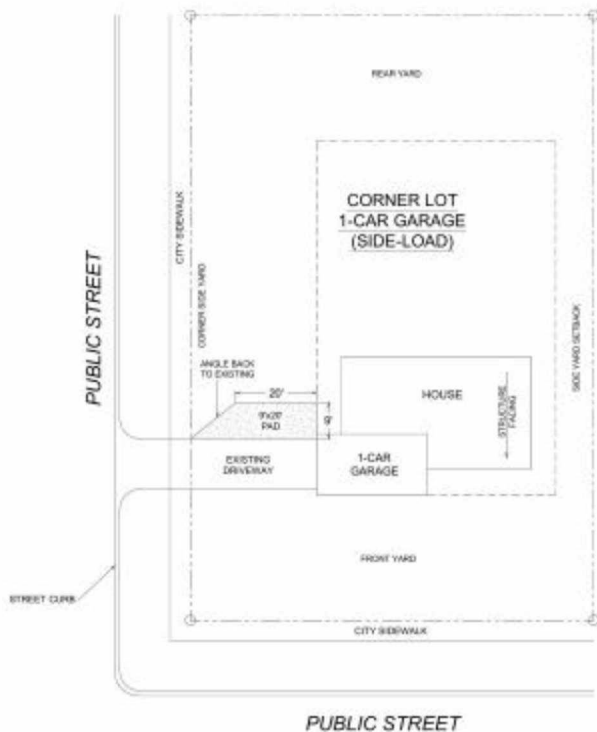 REAR YARD
CORNER LOT
1-CAR GARAGE
(SIDE-LOAD)
CITY SIDEWALK
PUBLIC STREET
CORNER SIDE YARD
SIDE YARD SETBACK
ANGLE BACK
TO EXISTING
20'
9'x20'
PAD
9'
HOUSE
STRUCTURE
FACING
EXISTING
DRIVEWAY
1-CAR
GARAGE
FRONT YARD
STREET CURB
CITY SIDEWALK
PUBLIC STREET